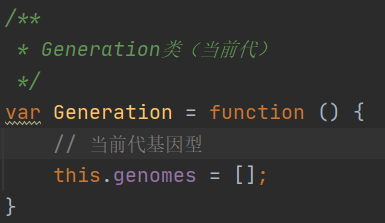 /**
 * Generation类（当前代）
 */
var Generation = function () {
    // 当前代基因型
    this.genomes = [];
}